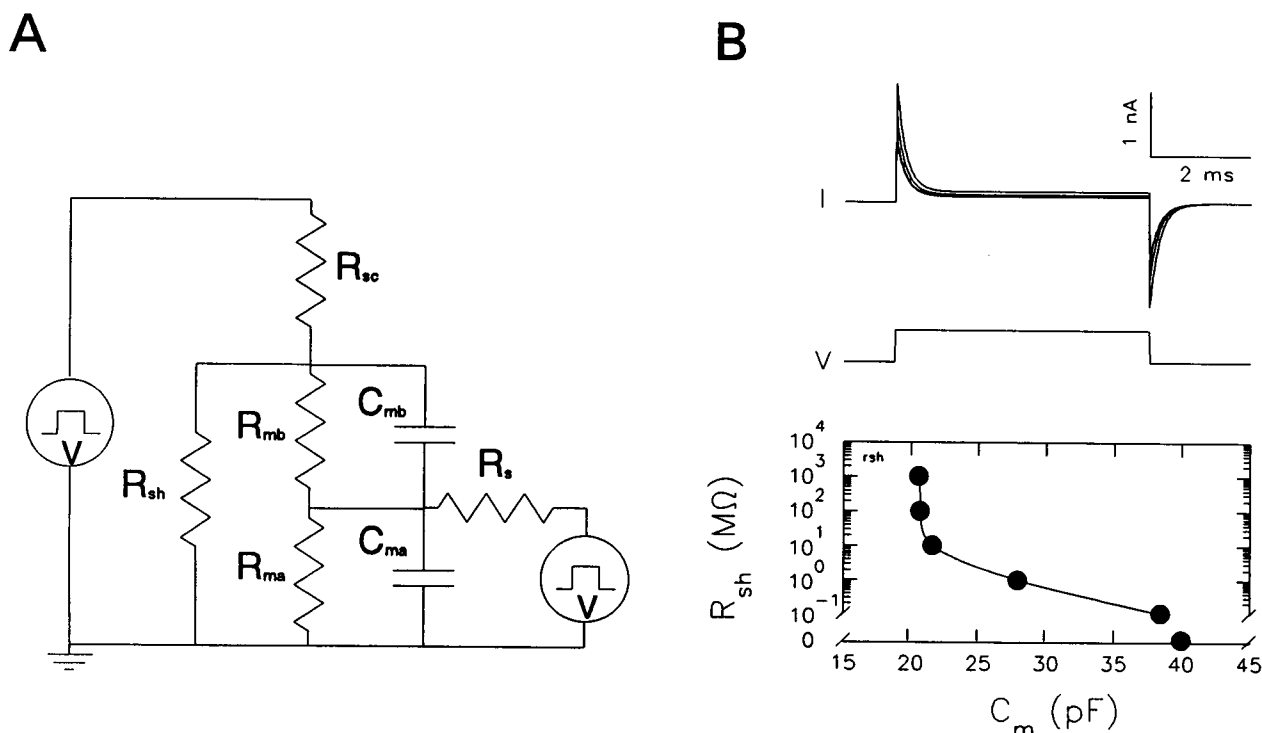 A
R_sc
C_mb
R_mb
R_s
R_sh
C_ma
R_ma
V
V
B
1 nA
2 ms
I
V
rsh
R_sh (MΩ)
10^4
10^3
10^2
10^1
10^0
10^-1
0
15 20 25 30 35 40 45
C_m (pF)